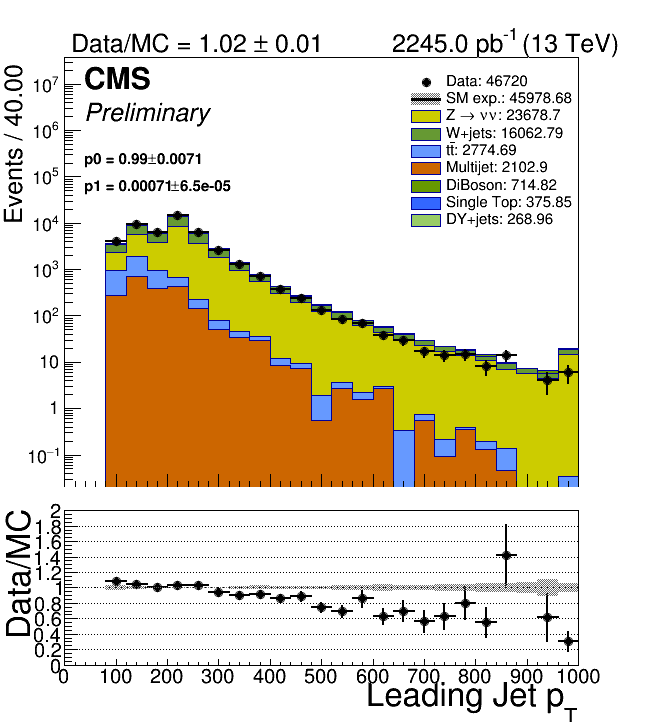 Data/MC = 1.02 ± 0.01 2245.0 pb⁻¹ (13 TeV)
CMS
Preliminary
p0 = 0.99±0.0071
p1 = 0.00071±6.5e-05
Data: 46720
SM exp.: 45978.68
Z → νν: 23678.7
W+jets: 16062.79
tt̄: 2774.69
Multijet: 2102.9
DiBoson: 714.82
Single Top: 375.85
DY+jets: 268.96
Events / 40.00
10⁷
10⁶
10⁵
10⁴
10³
10²
10
1
10⁻¹
Data/MC
2
1.8
1.6
1.4
1.2
1
0.8
0.6
0.4
0.2
0
0 100 200 300 400 500 600 700 800 900 1000
Leading Jet p_T